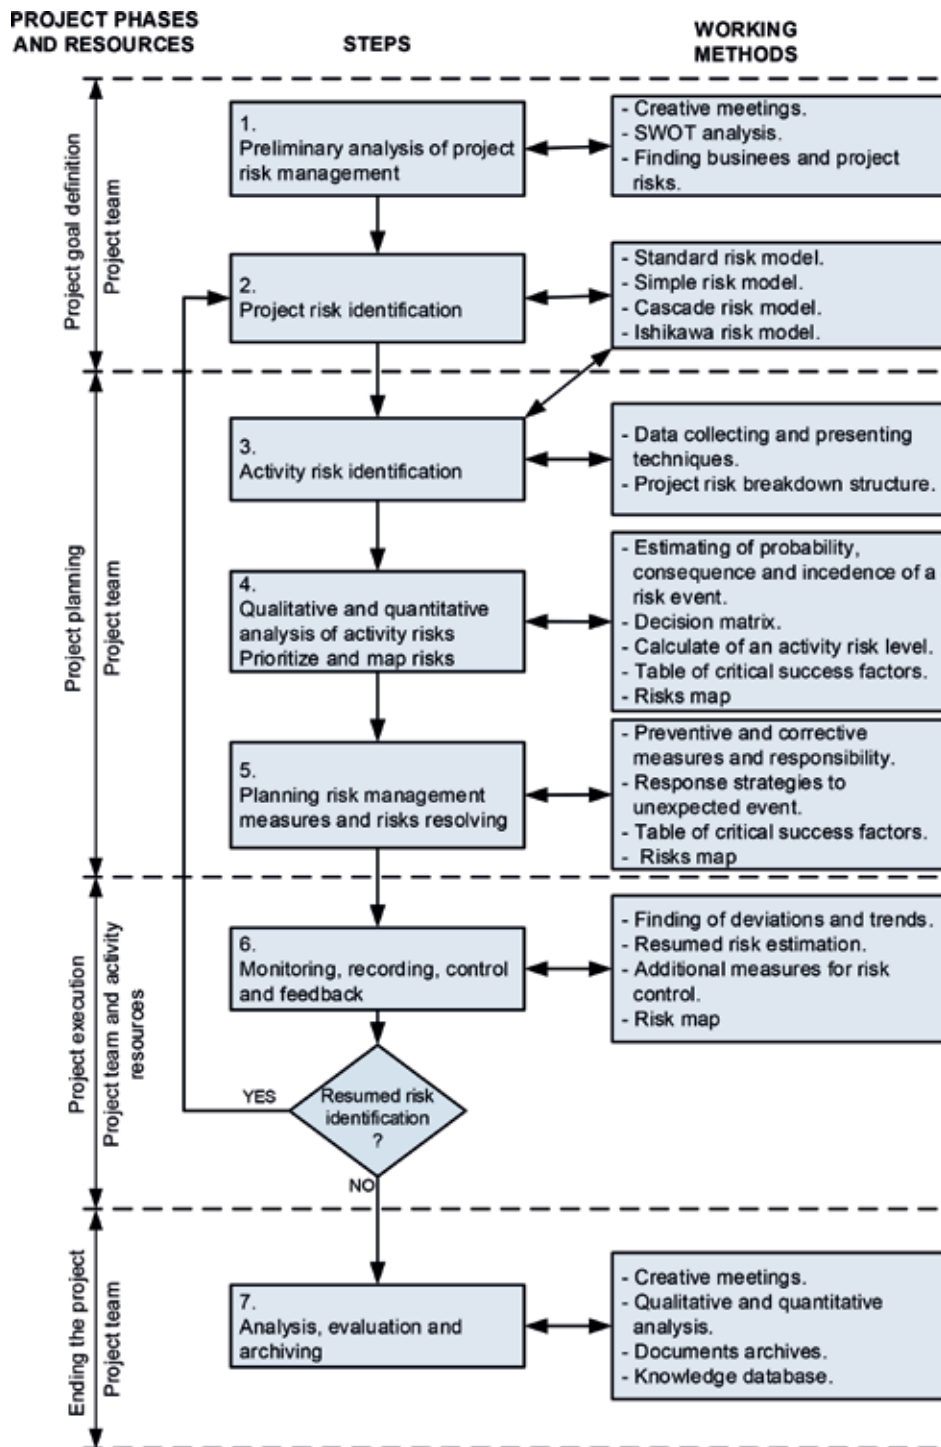 PROJECT PHASES
AND RESOURCES
STEPS
WORKING
METHODS
Project goal definition
Project team
1.
Preliminary analysis of project
risk management
- Creative meetings.
- SWOT analysis.
- Finding businees and project
risks.
2.
Project risk identification
- Standard risk model.
- Simple risk model.
- Cascade risk model.
- Ishikawa risk model.
Project planning
Project team
3.
Activity risk identification
- Data collecting and presenting
techniques.
- Project risk breakdown structure.
4.
Qualitative and quantitative
analysis of activity risks
Prioritize and map risks
- Estimating of probability,
consequence and incedence of a
risk event.
- Decision matrix.
- Calculate of an activity risk level.
- Table of critical success factors.
- Risks map
5.
Planning risk management
measures and risks resolving
- Preventive and corrective
measures and responsibility.
- Response strategies to
unexpected event.
- Table of critical success factors.
- Risks map
Project execution
Project team and activity
resources
6.
Monitoring, recording, control
and feedback
- Finding of deviations and trends.
- Resumed risk estimation.
- Additional measures for risk
control.
- Risk map
YES
Resumed risk
identification
?
NO
Ending the project
Project team
7.
Analysis, evaluation and
archiving
- Creative meetings.
- Qualitative and quantitative
analysis.
- Documents archives.
- Knowledge database.